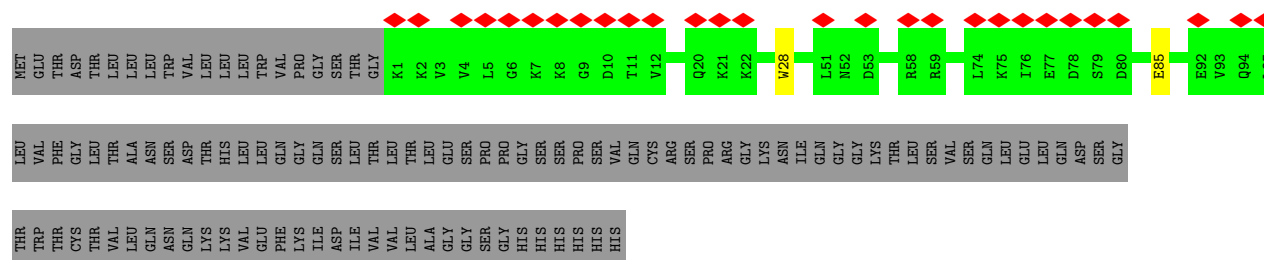 MET GLU THR ASP THR LEU LEU LEU TRP VAL LEU LEU LEU TRP VAL PRO GLY SER THR GLY K1 K2 V3 V4 L5 G6 K7 K8 G9 D10 T11 V12 Q20 K21 K22 W28 L51 N52 D53 R58 R59 L74 K75 I76 E77 D78 S79 D80 E85 E92 V93 Q94
LEU VAL PHE GLY LEU THR ALA ASN SER ASP THR HIS LEU LEU GLN GLY GLN SER LEU THR LEU THR LEU GLU SER PRO PRO GLY SER SER PRO SER VAL GLN CYS ARG SER PRO ARG GLY LYS ASN ILE GLN GLY GLY LYS THR LEU SER VAL SER GLN LEU GLU LEU GLN ASP SER GLY
THR TRP THR CYS THR VAL LEU GLN ASN GLN LYS LYS VAL GLU PHE LYS ILE ASP ILE VAL VAL LEU ALA GLY GLY SER GLY HIS HIS HIS HIS HIS HIS